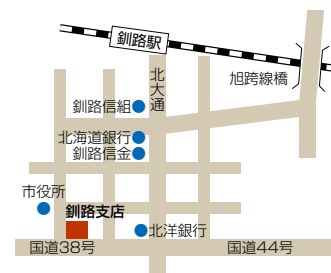 釧路駅
北大通
旭跨線橋
釧路信組
北海道銀行
釧路信金
市役所
釧路支店
北洋銀行
国道38号
国道44号